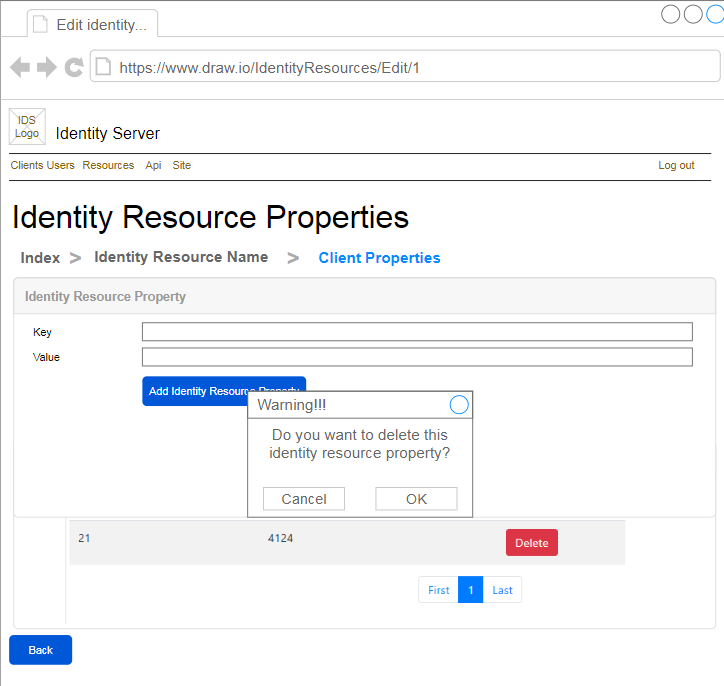 Edit identity...
https://www.draw.io/IdentityResources/Edit/1
IDS
Logo
Identity Server
Clients Users Resources Api Site Log out
Identity Resource Properties
Index > Identity Resource Name > Client Properties
Identity Resource Property
Key
Value
Add Identity Resource Property
Warning!!!
Do you want to delete this
identity resource property?
Cancel OK
21 4124 Delete
First 1 Last
Back